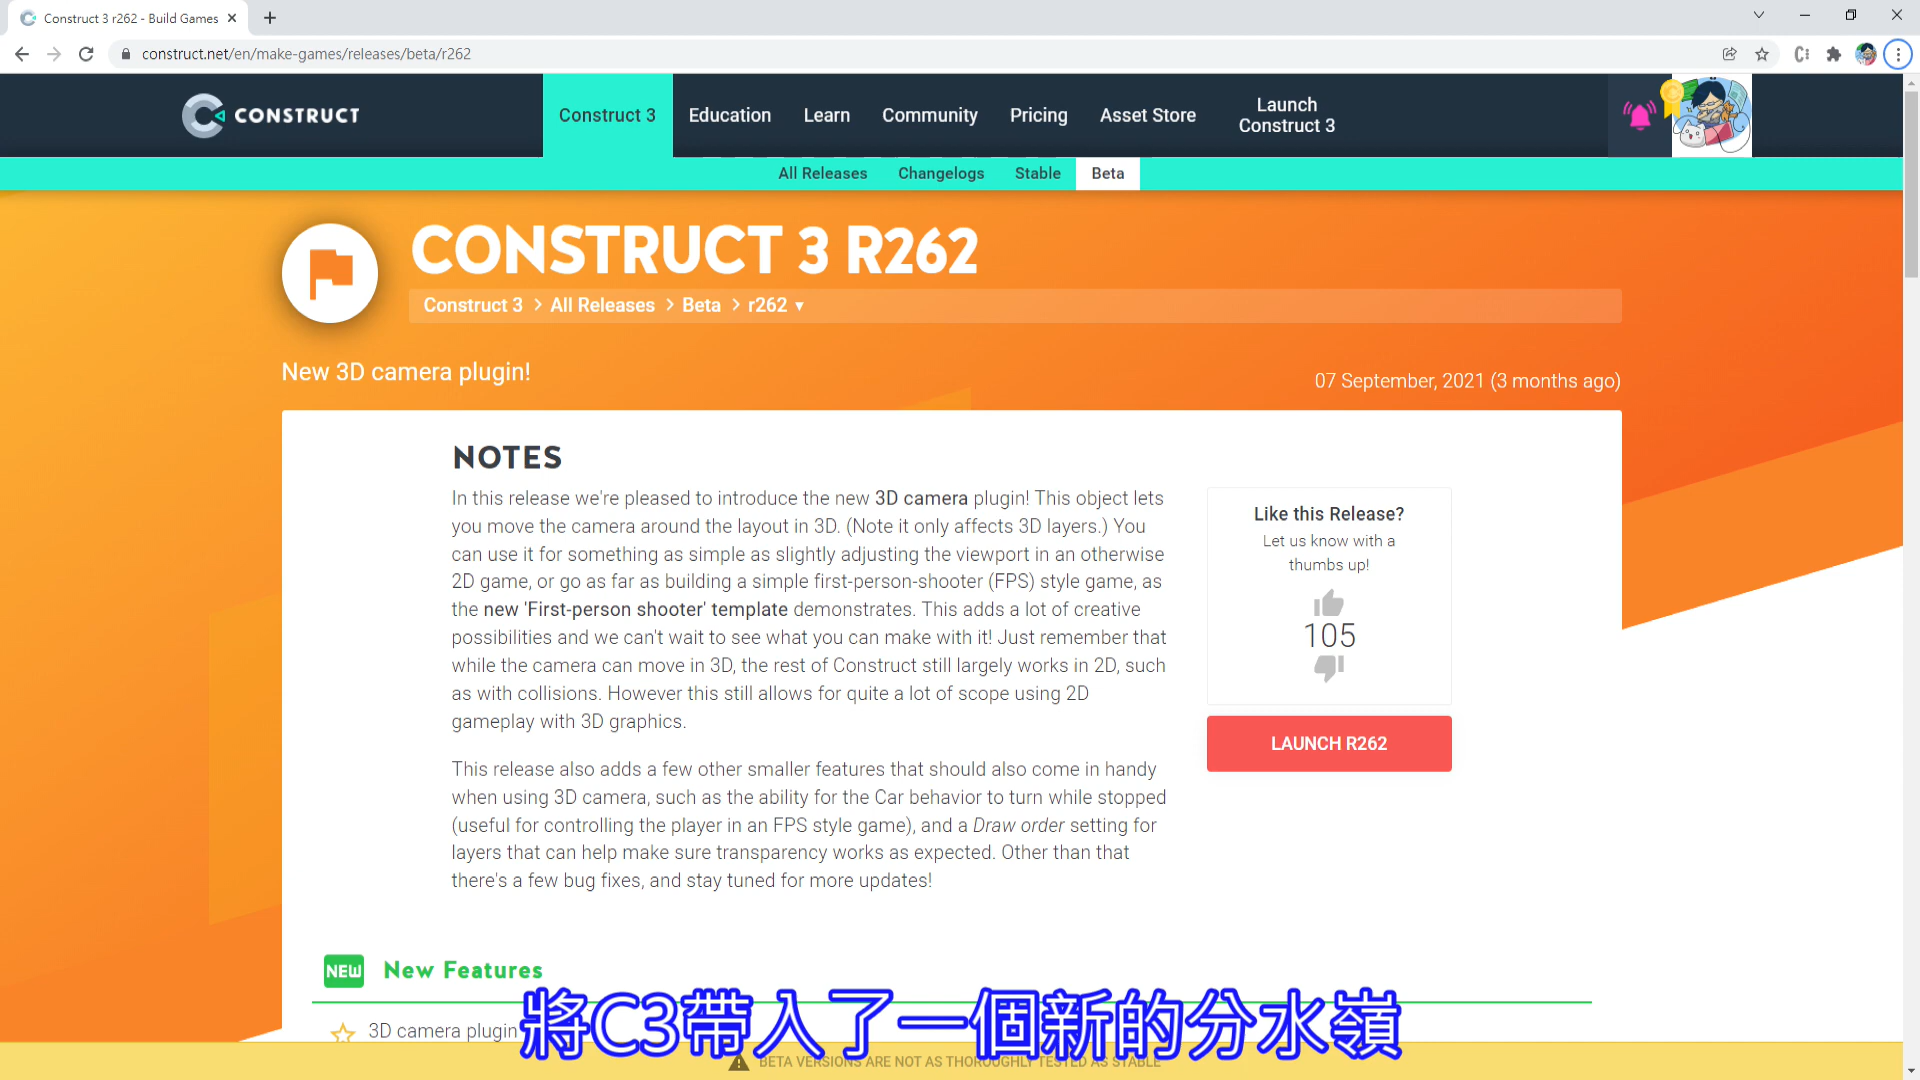 Construct 3 r262 - Build Games
construct.net/en/make-games/releases/beta/r262
CONSTRUCT
Construct 3
Education
Learn
Community
Pricing
Asset Store
Launch
Construct 3
All Releases
Changelogs
Stable
Beta
CONSTRUCT 3 R262
Construct 3 > All Releases > Beta > r262 ▾
New 3D camera plugin!
07 September, 2021 (3 months ago)
NOTES
In this release we're pleased to introduce the new 3D camera plugin! This object lets
you move the camera around the layout in 3D. (Note it only affects 3D layers.) You
can use it for something as simple as slightly adjusting the viewport in an otherwise
2D game, or go as far as building a simple first-person-shooter (FPS) style game, as
the new 'First-person shooter' template demonstrates. This adds a lot of creative
possibilities and we can't wait to see what you can make with it! Just remember that
while the camera can move in 3D, the rest of Construct still largely works in 2D, such
as with collisions. However this still allows for quite a lot of scope using 2D
gameplay with 3D graphics.
This release also adds a few other smaller features that should also come in handy
when using 3D camera, such as the ability for the Car behavior to turn while stopped
(useful for controlling the player in an FPS style game), and a Draw order setting for
layers that can help make sure transparency works as expected. Other than that
there's a few bug fixes, and stay tuned for more updates!
Like this Release?
Let us know with a
thumbs up!
105
LAUNCH R262
NEW
New Features
3D camera plugin
將C3帶入了一個新的分水嶺
BETA VERSIONS ARE NOT AS THOROUGHLY TESTED AS STABLE